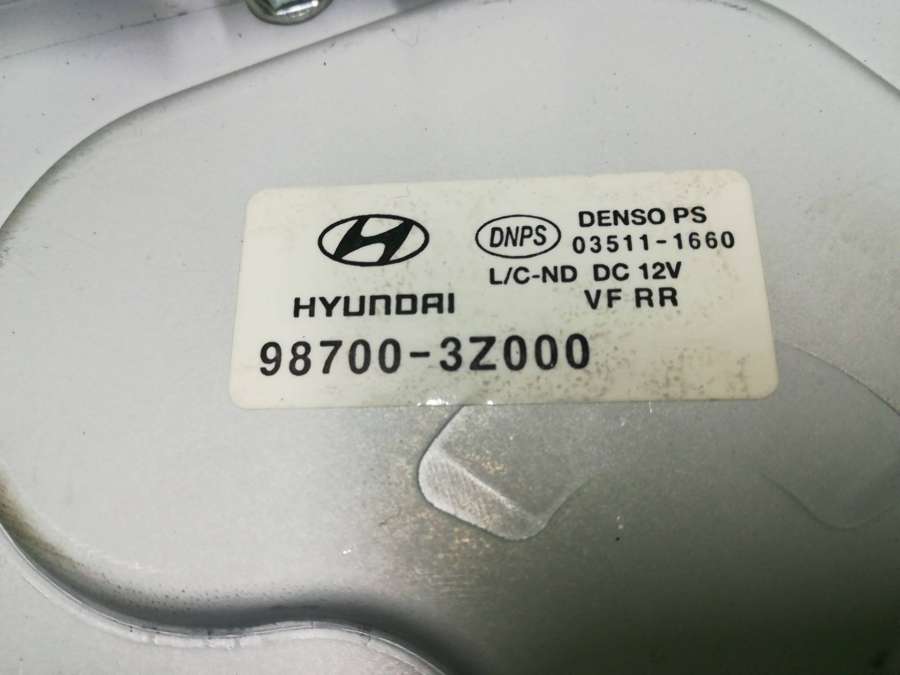 DNPS
DENSO PS
03511-1660
L/C-ND DC 12V
VF RR
HYUNDAI
98700-3Z000